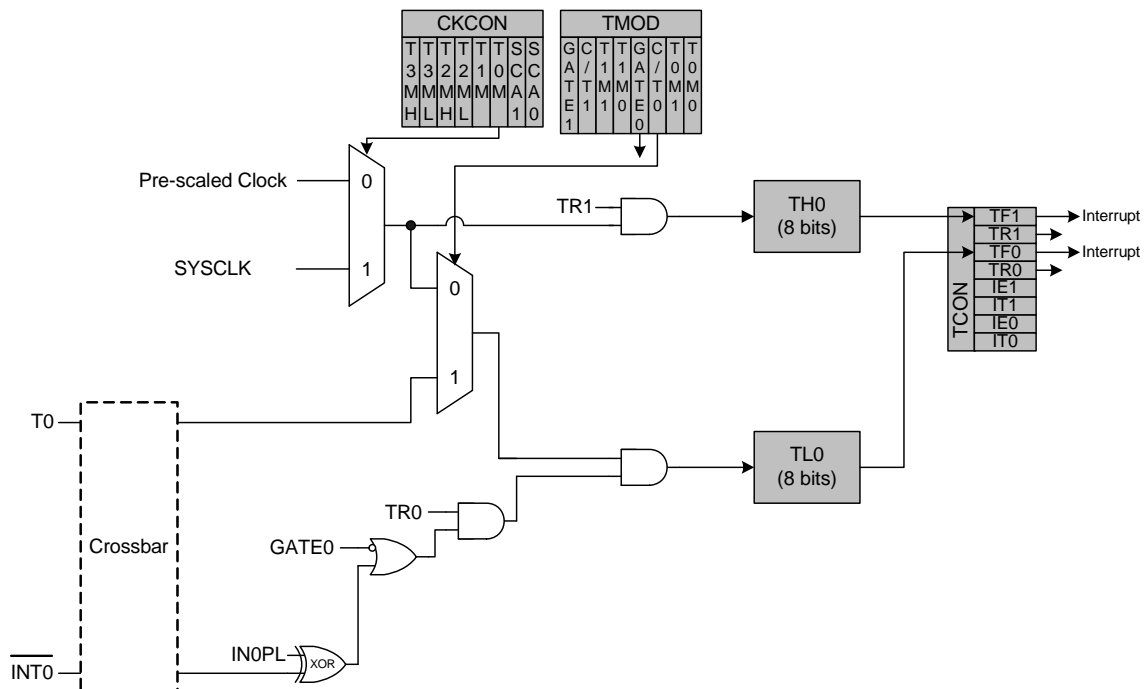 CKCON
TMOD
T3MH
T3ML
T2MH
T2ML
T1M
T0M
SCA1
SCA0
GATE1
C/T1
T1M1
T1M0
GATE0
C/T0
T0M1
T0M0
Pre-scaled Clock
0
SYSCLK
1
TR1
TH0
(8 bits)
TCON
TF1
TR1
TF0
TR0
IE1
IT1
IE0
IT0
Interrupt
Interrupt
0
1
T0
Crossbar
TL0
(8 bits)
TR0
GATE0
IN0PL
XOR
INT0